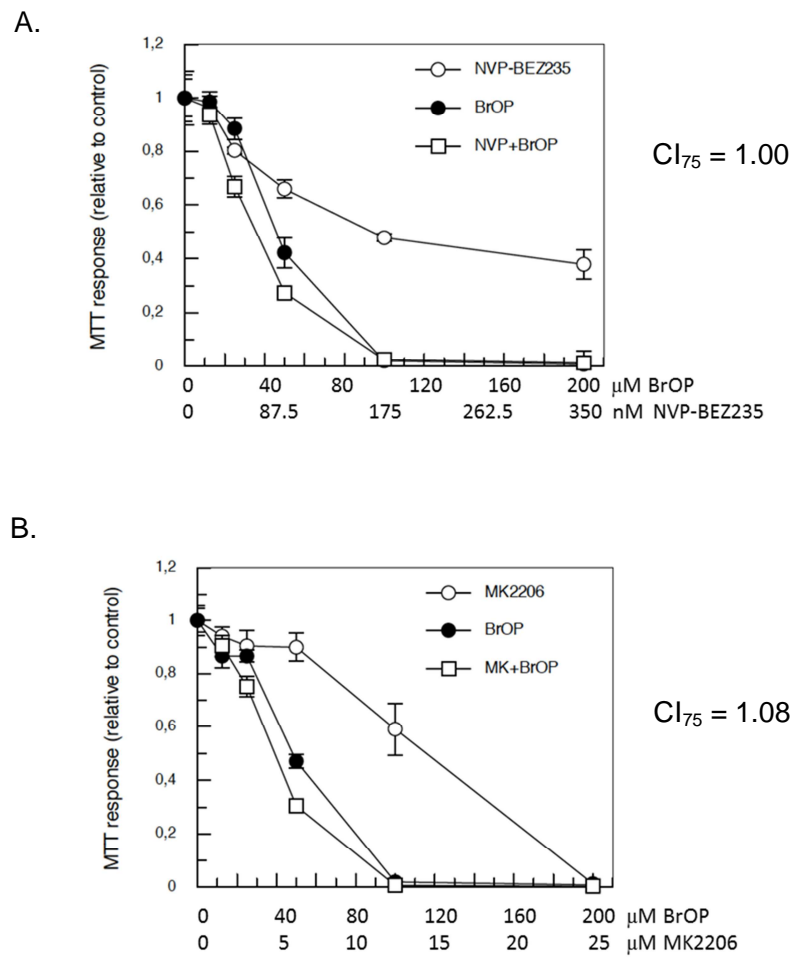 A.
MTT response (relative to control)
1,2
1
0,8
0,6
0,4
0,2
0
NVP-BEZ235
BrOP
NVP+BrOP
CI75 = 1.00
0 40 80 120 160 200 μM BrOP
0 87.5 175 262.5 350 nM NVP-BEZ235
B.
MTT response (relative to control)
1,2
1
0,8
0,6
0,4
0,2
0
MK2206
BrOP
MK+BrOP
CI75 = 1.08
0 40 80 120 160 200 μM BrOP
0 5 10 15 20 25 μM MK2206